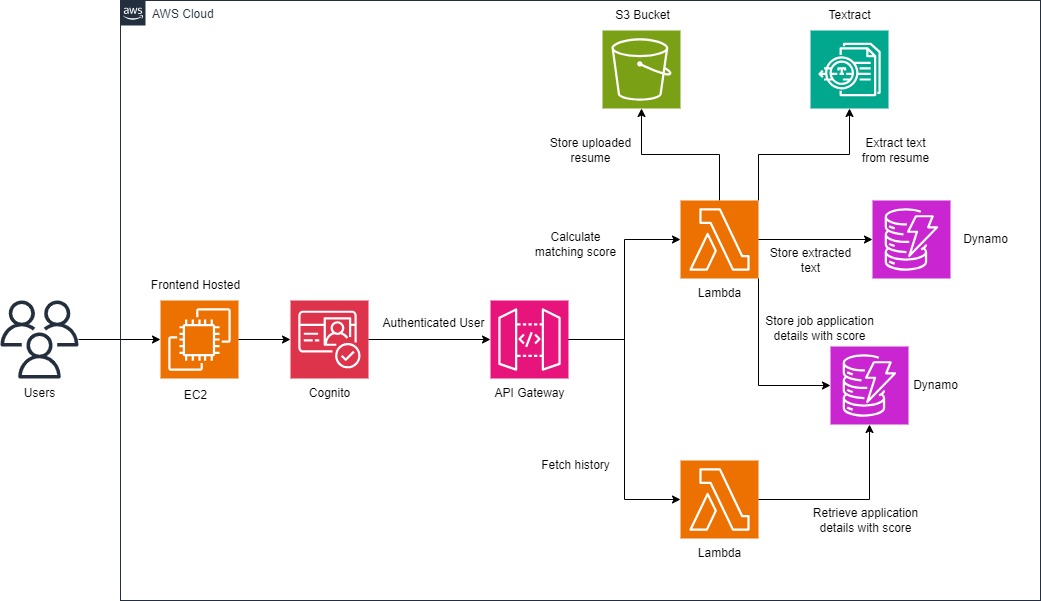 aws
AWS Cloud
S3 Bucket
Textract
Store uploaded
resume
Extract text
from resume
Calculate
matching score
Lambda
Store extracted
text
Dynamo
Users
Frontend Hosted
EC2
Cognito
Authenticated User
API Gateway
Store job application
details with score
Dynamo
Fetch history
Lambda
Retrieve application
details with score